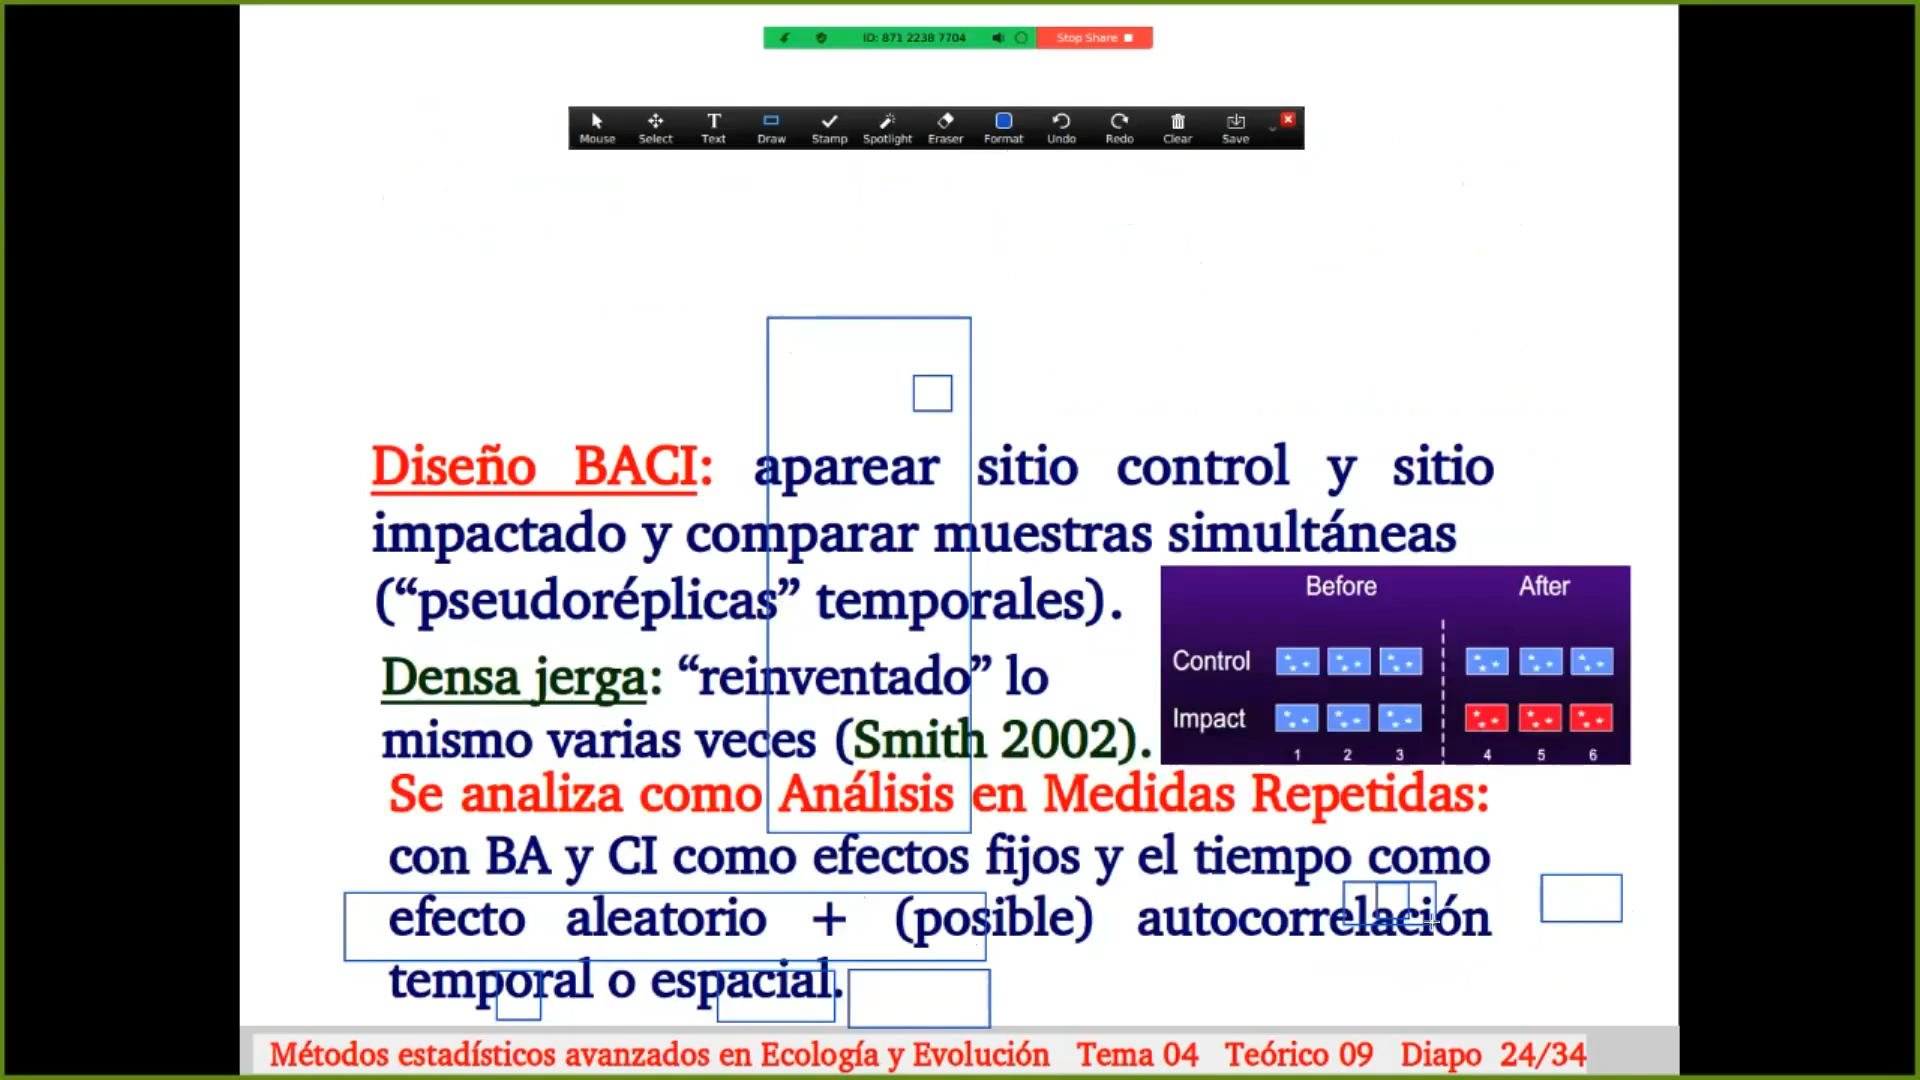 ID: 871 2238 7704 Stop Share
Mouse Select Text Draw Stamp Spotlight Eraser Format Undo Redo Clear Save
Diseño BACI: aparear sitio control y sitio
impactado y comparar muestras simultáneas
(“pseudoréplicas” temporales).
Densa jerga: “reinventado” lo
mismo varias veces (Smith 2002).
Before After
Control
Impact
1 2 3 4 5 6
Se analiza como Análisis en Medidas Repetidas:
con BA y CI como efectos fijos y el tiempo como
efecto aleatorio + (posible) autocorrelación
temporal o espacial.
Métodos estadísticos avanzados en Ecología y Evolución Tema 04 Teórico 09 Diapo 24/34